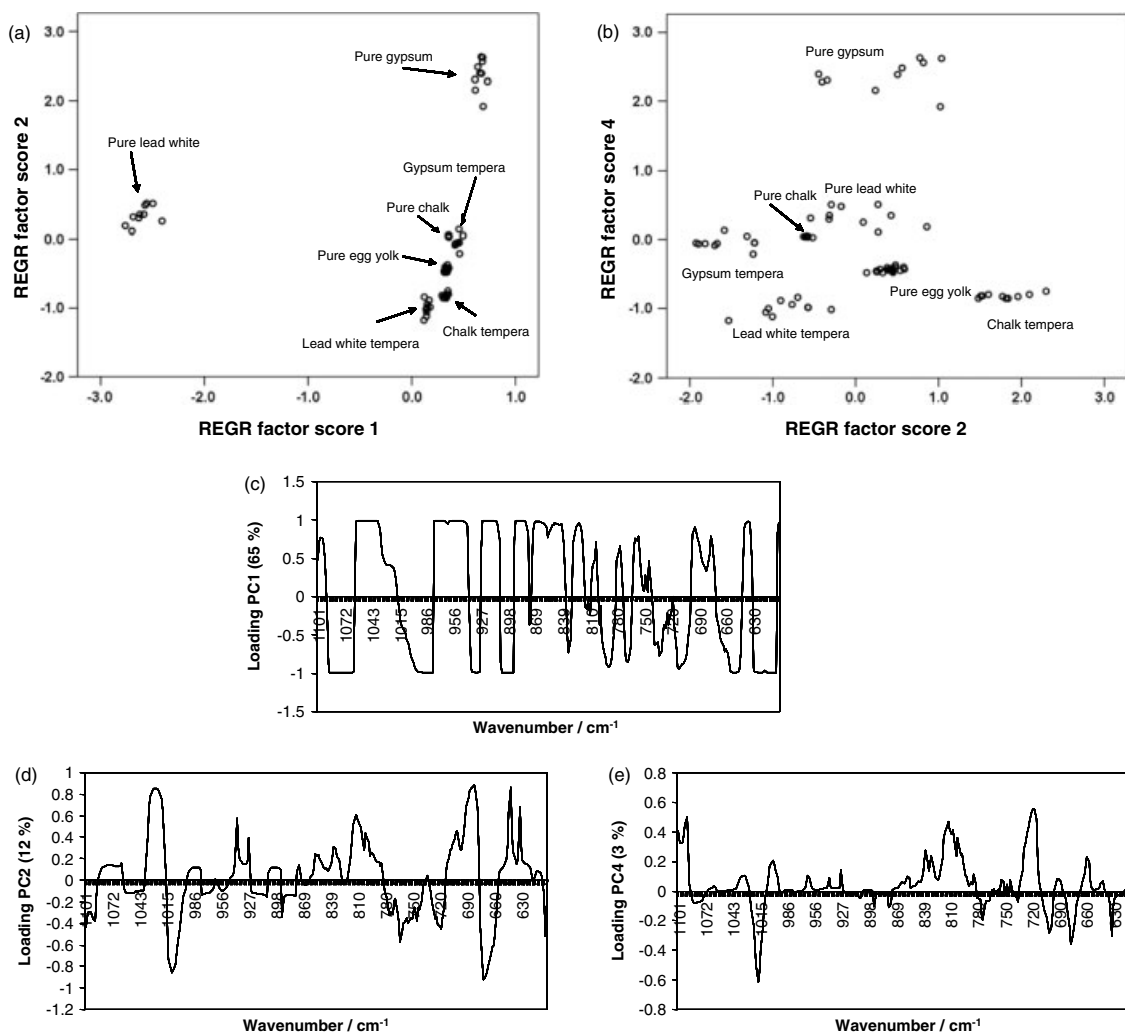 (a)
3.0
2.0
1.0
0.0
-1.0
-2.0
REGR factor score 2
Pure gypsum
Pure lead white
Gypsum tempera
Pure chalk
Pure egg yolk
Lead white tempera
Chalk tempera
-3.0 -2.0 -1.0 0.0 1.0
REGR factor score 1
(b)
3.0
2.0
1.0
0.0
-1.0
-2.0
REGR factor score 4
Pure gypsum
Pure chalk
Pure lead white
Gypsum tempera
Pure egg yolk
Lead white tempera
Chalk tempera
-2.0 -1.0 0.0 1.0 2.0 3.0
REGR factor score 2
(c)
1.5
1
0.5
0
-0.5
-1
-1.5
Loading PC1 (65 %)
1101 1072 1043 1015 986 956 927 898 869 839 810 780 750 720 690 660 630
Wavenumber / cm-1
(d)
1
0.8
0.6
0.4
0.2
0
-0.2
-0.4
-0.6
-0.8
-1
-1.2
Loading PC2 (12 %)
1101 1072 1043 1015 986 956 927 898 869 839 810 780 750 720 690 660 630
Wavenumber / cm-1
(e)
0.8
0.6
0.4
0.2
0
-0.2
-0.4
-0.6
-0.8
Loading PC4 (3 %)
1101 1072 1043 1015 986 956 927 898 869 839 810 780 750 720 690 660 630
Wavenumber / cm-1